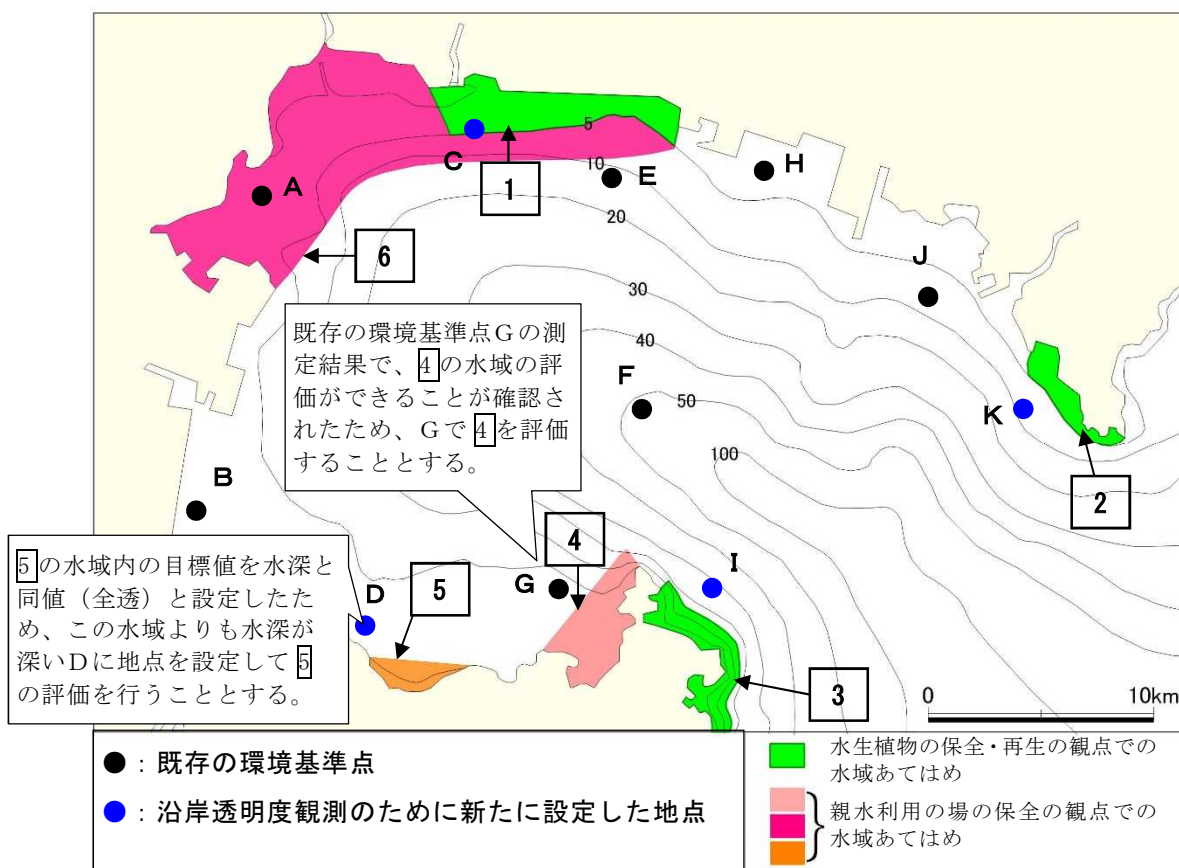 5
C
10
E
H
A
1
20
6
J
30
既存の環境基準点Gの測
定結果で、4の水域の評
価ができることが確認さ
れたため、Gで4を評価
することとする。
40
F
50
K
100
2
B
4
5の水域内の目標値を水深と
同値(全透)と設定したた
め、この水域よりも水深が
深いDに地点を設定して5
の評価を行うこととする。
D
5
G
I
3
0 10km
●:既存の環境基準点
●:沿岸透明度観測のために新たに設定した地点
水生植物の保全・再生の観点での
水域あてはめ
親水利用の場の保全の観点での
水域あてはめ